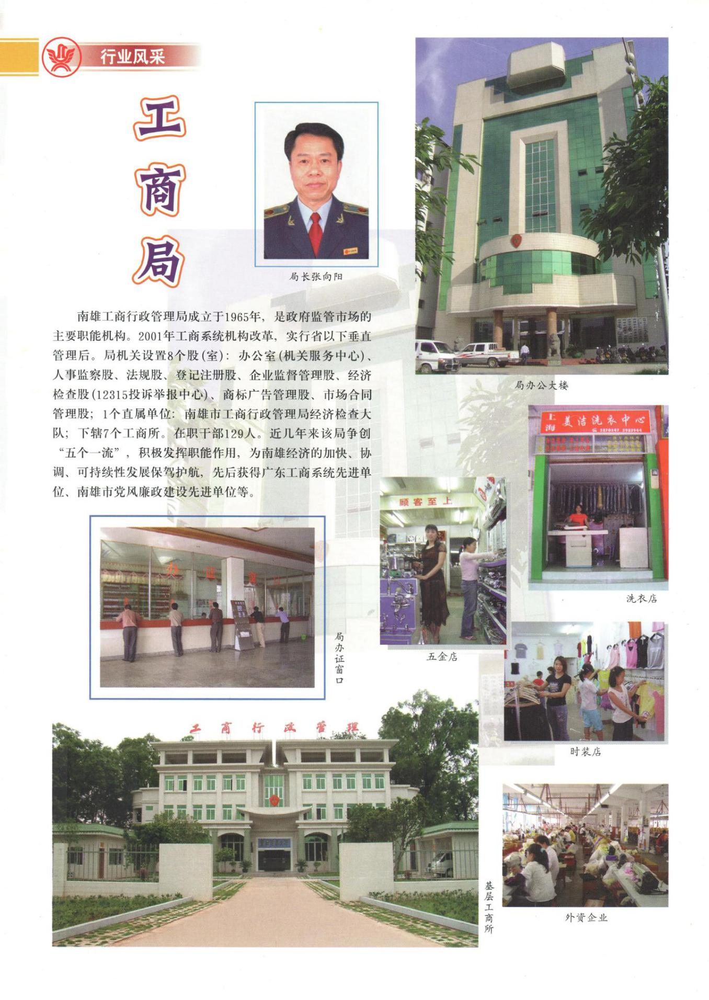 行业风采
工商局
局长张向阳
南雄工商行政管理局成立于1965年，是政府监管市场的
主要职能机构。2001年工商系统机构改革，实行省以下垂直
管理后。局机关设置8个股(室)：办公室(机关服务中心)、
人事监察股、法规股、登记注册股、企业监督管理股、经济
检查股(12315投诉举报中心)、商标广告管理股、市场合同
管理股；1个直属单位：南雄市工商行政管理局经济检查大
队；下辖7个工商所。在职干部129人。近几年来该局争创
“五个一流”，积极发挥职能作用，为南雄经济的加快、协
调、可持续性发展保驾护航，先后获得广东工商系统先进单
位、南雄市党风廉政建设先进单位等。
局办公大楼
上海
美洁洗衣中心
3870247 3982944
洗衣店
顾客至上
五金店
办证窗口
局办证窗口
时装店
工商行政管理
基层工商所
外资企业